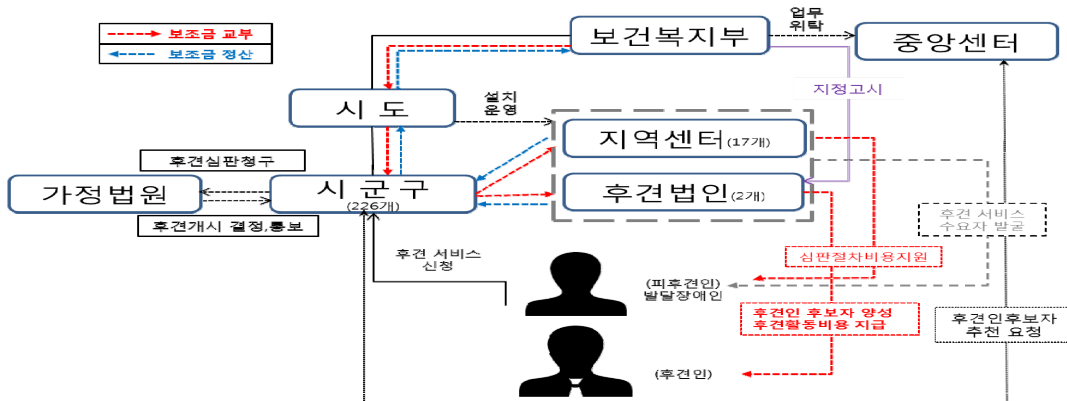 보조금 교부
보조금 정산
보건복지부
업무
위탁
중앙센터
지정고시
시 도
설치
운영
지역센터(17개)
후견심판청구
가정법원
시 군 구
(226개)
후견법인(2개)
후견개시 결정,통보
후견 서비스
수요자 발굴
후견 서비스
신청
심판절차비용지원
(피후견인)
발달장애인
후견인 후보자 양성
후견활동비용 지급
후견인후보자
추천 요청
(후견인)